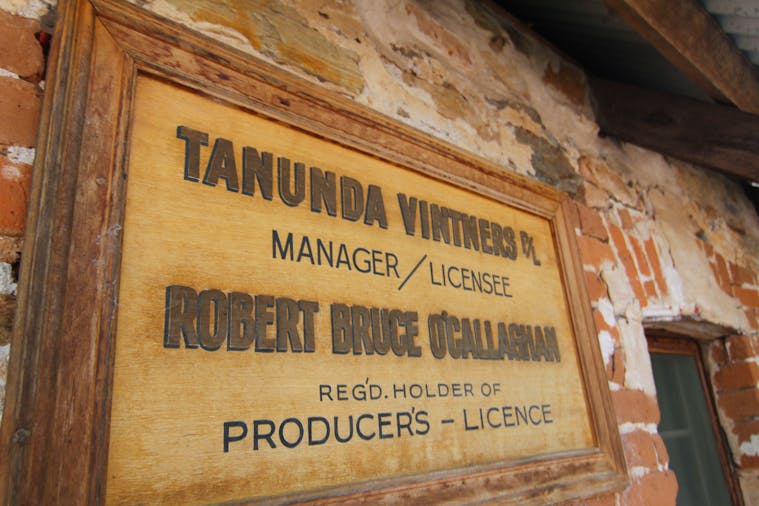 TANUNDA VINTNERS P/L
MANAGER/LICENSEE
ROBERT BRUCE O'CALLAGHAN
REG'D. HOLDER OF
PRODUCER'S - LICENCE